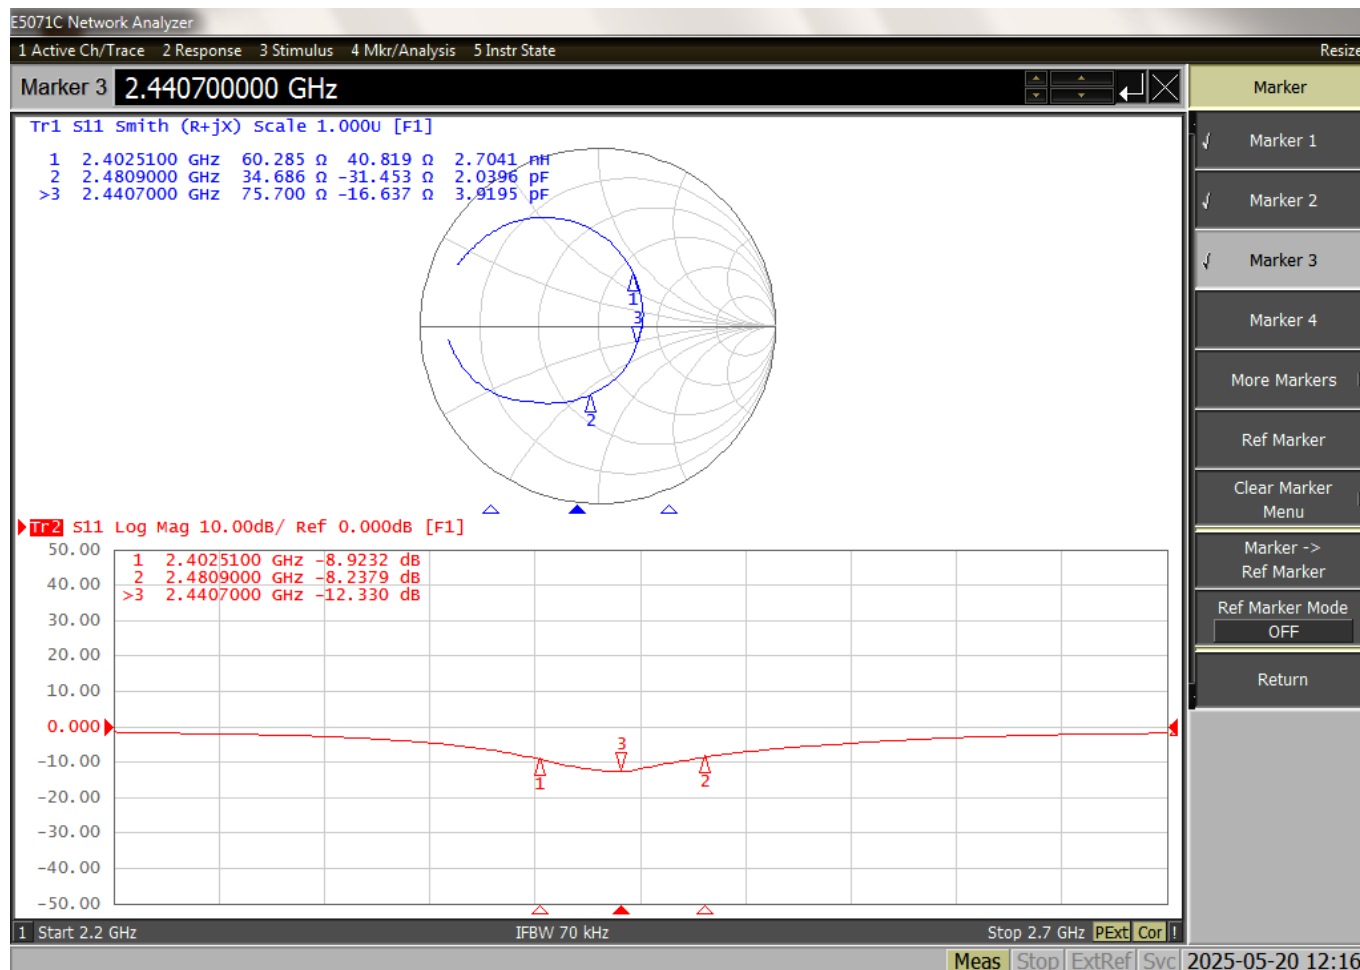 E5071C Network Analyzer
1 Active Ch/Trace 2 Response 3 Stimulus 4 Mkr/Analysis 5 Instr State
Resize
Marker 3 2.440700000 GHz
Marker
Tr1 S11 Smith (R+jX) Scale 1.000U [F1]
1 2.4025100 GHz 60.285 Ω 40.819 Ω 2.7041 nH
2 2.4809000 GHz 34.686 Ω -31.453 Ω 2.0396 pF
>3 2.4407000 GHz 75.700 Ω -16.637 Ω 3.9195 pF
1
3
2
Marker 1
Marker 2
Marker 3
Marker 4
More Markers
Ref Marker
Clear Marker
Menu
Marker ->
Ref Marker
Ref Marker Mode
OFF
Return
Tr2 S11 Log Mag 10.00dB/ Ref 0.000dB [F1]
50.00
40.00
30.00
20.00
10.00
0.000
-10.00
-20.00
-30.00
-40.00
-50.00
1 2.4025100 GHz -8.9232 dB
2 2.4809000 GHz -8.2379 dB
>3 2.4407000 GHz -12.330 dB
1
3
2
1 Start 2.2 GHz IFBW 70 kHz Stop 2.7 GHz PExt Cor !
Meas Stop ExtRef Svc 2025-05-20 12:16